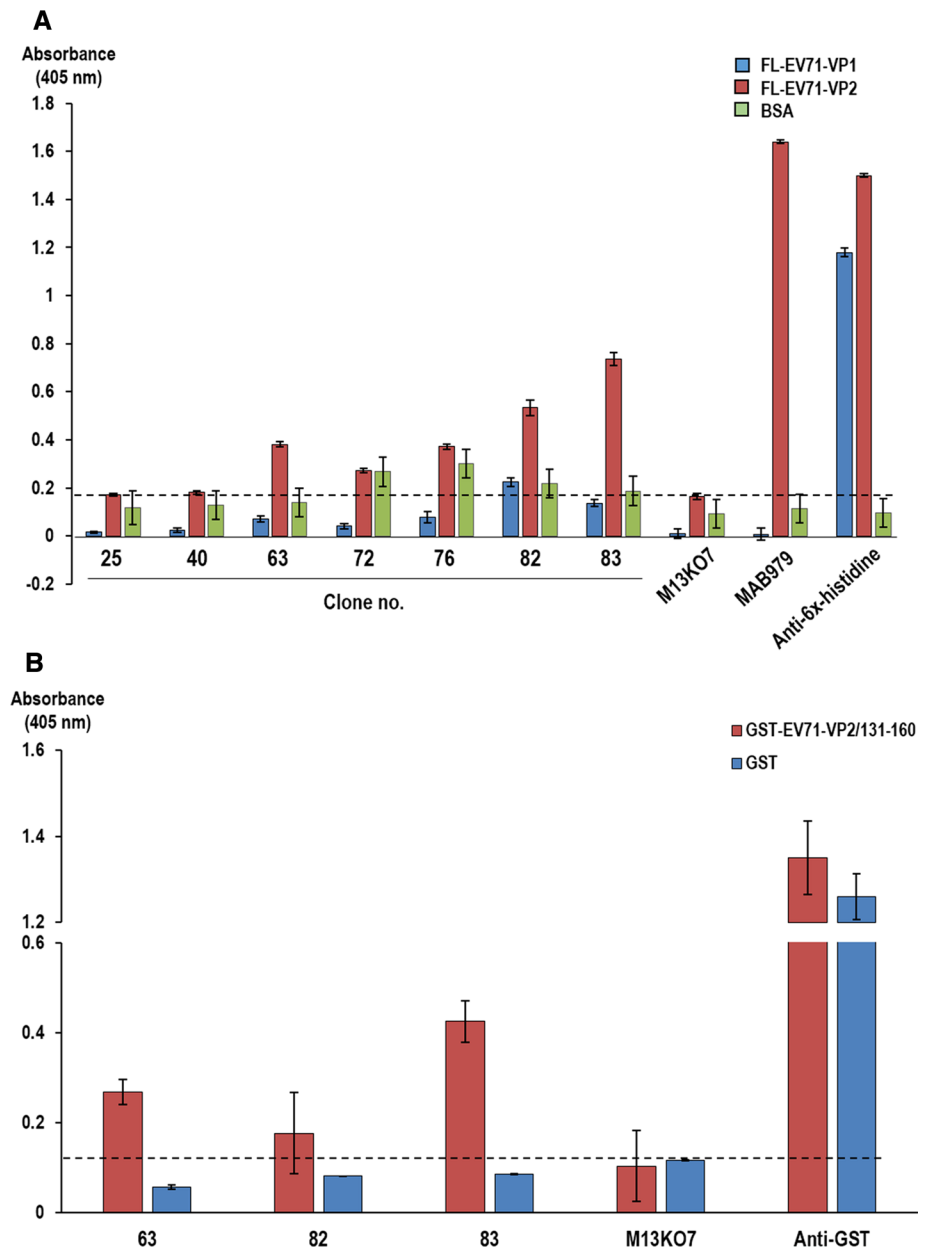 A
Absorbance
(405 nm)
FL-EV71-VP1
FL-EV71-VP2
BSA
1.8
1.6
1.4
1.2
1
0.8
0.6
0.4
0.2
0
-0.2
25 40 63 72 76 82 83 M13KO7 MAB979 Anti-6x-histidine
Clone no.
B
Absorbance
(405 nm)
GST-EV71-VP2/131-160
GST
1.6
1.4
1.2
0.6
0.4
0.2
0
63 82 83 M13KO7 Anti-GST